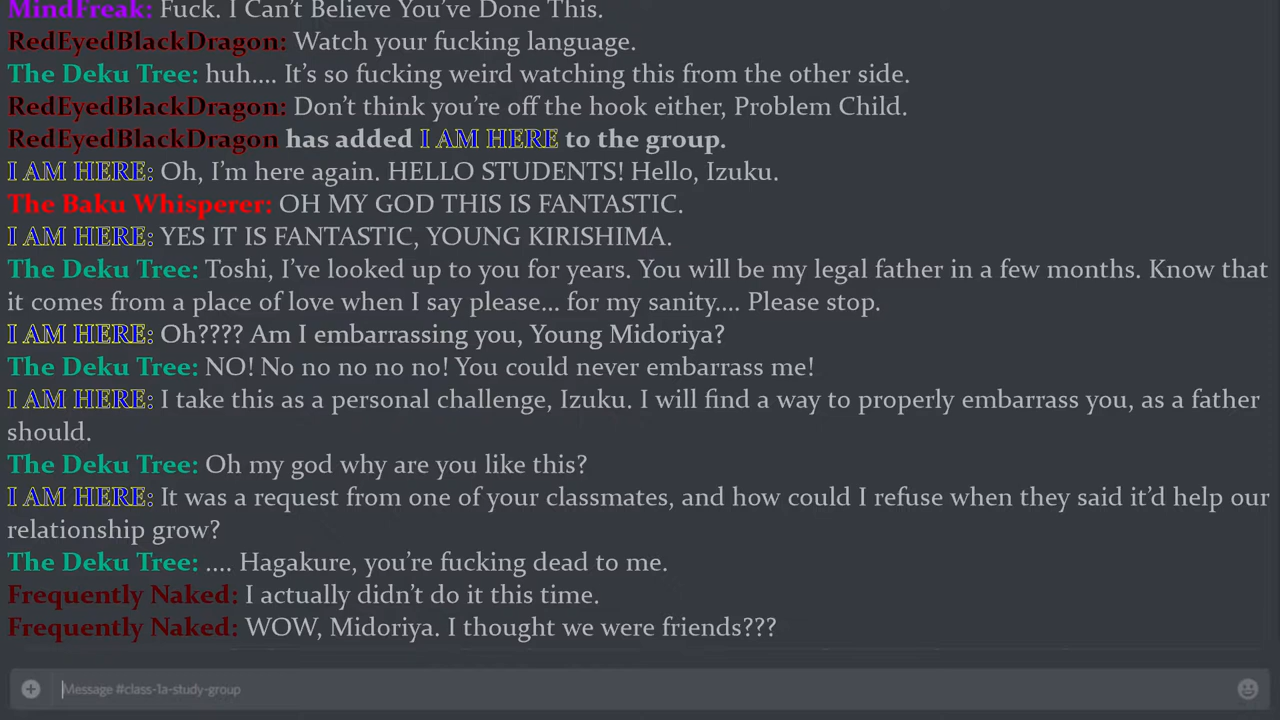 MindFreak: Fuck. I Can't Believe You've Done This.
RedEyedBlackDragon: Watch your fucking language.
The Deku Tree: huh.... It's so fucking weird watching this from the other side.
RedEyedBlackDragon: Don't think you're off the hook either, Problem Child.
RedEyedBlackDragon has added I AM HERE to the group.
I AM HERE: Oh, I'm here again. HELLO STUDENTS! Hello, Izuku.
The Baku Whisperer: OH MY GOD THIS IS FANTASTIC.
I AM HERE: YES IT IS FANTASTIC, YOUNG KIRISHIMA.
The Deku Tree: Toshi, I've looked up to you for years. You will be my legal father in a few months. Know that
it comes from a place of love when I say please... for my sanity.... Please stop.
I AM HERE: Oh???? Am I embarrassing you, Young Midoriya?
The Deku Tree: NO! No no no no no! You could never embarrass me!
I AM HERE: I take this as a personal challenge, Izuku. I will find a way to properly embarrass you, as a father
should.
The Deku Tree: Oh my god why are you like this?
I AM HERE: It was a request from one of your classmates, and how could I refuse when they said it'd help our
relationship grow?
The Deku Tree: .... Hagakure, you're fucking dead to me.
Frequently Naked: I actually didn't do it this time.
Frequently Naked: WOW, Midoriya. I thought we were friends???
Message #class-1a-study-group